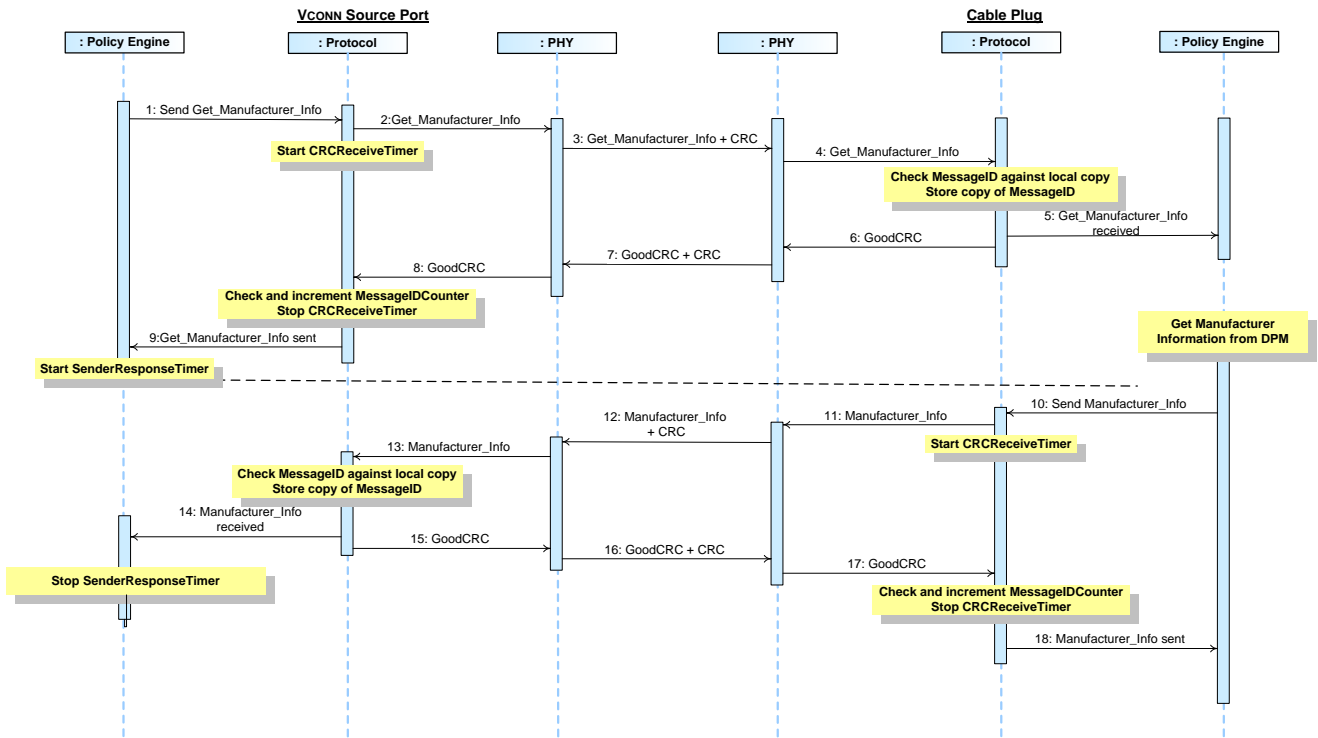 VCONN Source Port
Cable Plug
: Policy Engine
: Protocol
: PHY
: PHY
: Protocol
: Policy Engine
1: Send Get_Manufacturer_Info
2:Get_Manufacturer_Info
Start CRCReceiveTimer
3: Get_Manufacturer_Info + CRC
4: Get_Manufacturer_Info
Check MessageID against local copy
Store copy of MessageID
5: Get_Manufacturer_Info
received
6: GoodCRC
7: GoodCRC + CRC
8: GoodCRC
Check and increment MessageIDCounter
Stop CRCReceiveTimer
9:Get_Manufacturer_Info sent
Start SenderResponseTimer
Get Manufacturer
Information from DPM
10: Send Manufacturer_Info
11: Manufacturer_Info
Start CRCReceiveTimer
12: Manufacturer_Info
+ CRC
13: Manufacturer_Info
Check MessageID against local copy
Store copy of MessageID
14: Manufacturer_Info
received
15: GoodCRC
16: GoodCRC + CRC
17: GoodCRC
Stop SenderResponseTimer
Check and increment MessageIDCounter
Stop CRCReceiveTimer
18: Manufacturer_Info sent